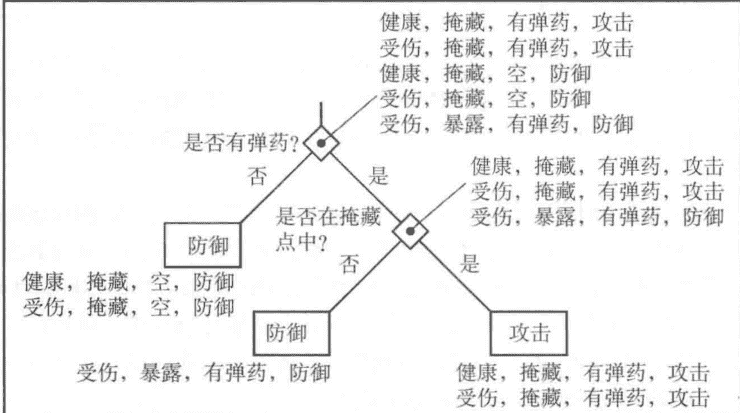 健康，掩藏，有弹药，攻击
受伤，掩藏，有弹药，攻击
健康，掩藏，空，防御
受伤，掩藏，空，防御
受伤，暴露，有弹药，防御
是否有弹药？
否
是
健康，掩藏，有弹药，攻击
受伤，掩藏，有弹药，攻击
受伤，暴露，有弹药，防御
是否在掩藏
点中？
防御
否
是
健康，掩藏，空，防御
受伤，掩藏，空，防御
防御
攻击
受伤，暴露，有弹药，防御
健康，掩藏，有弹药，攻击
受伤，掩藏，有弹药，攻击